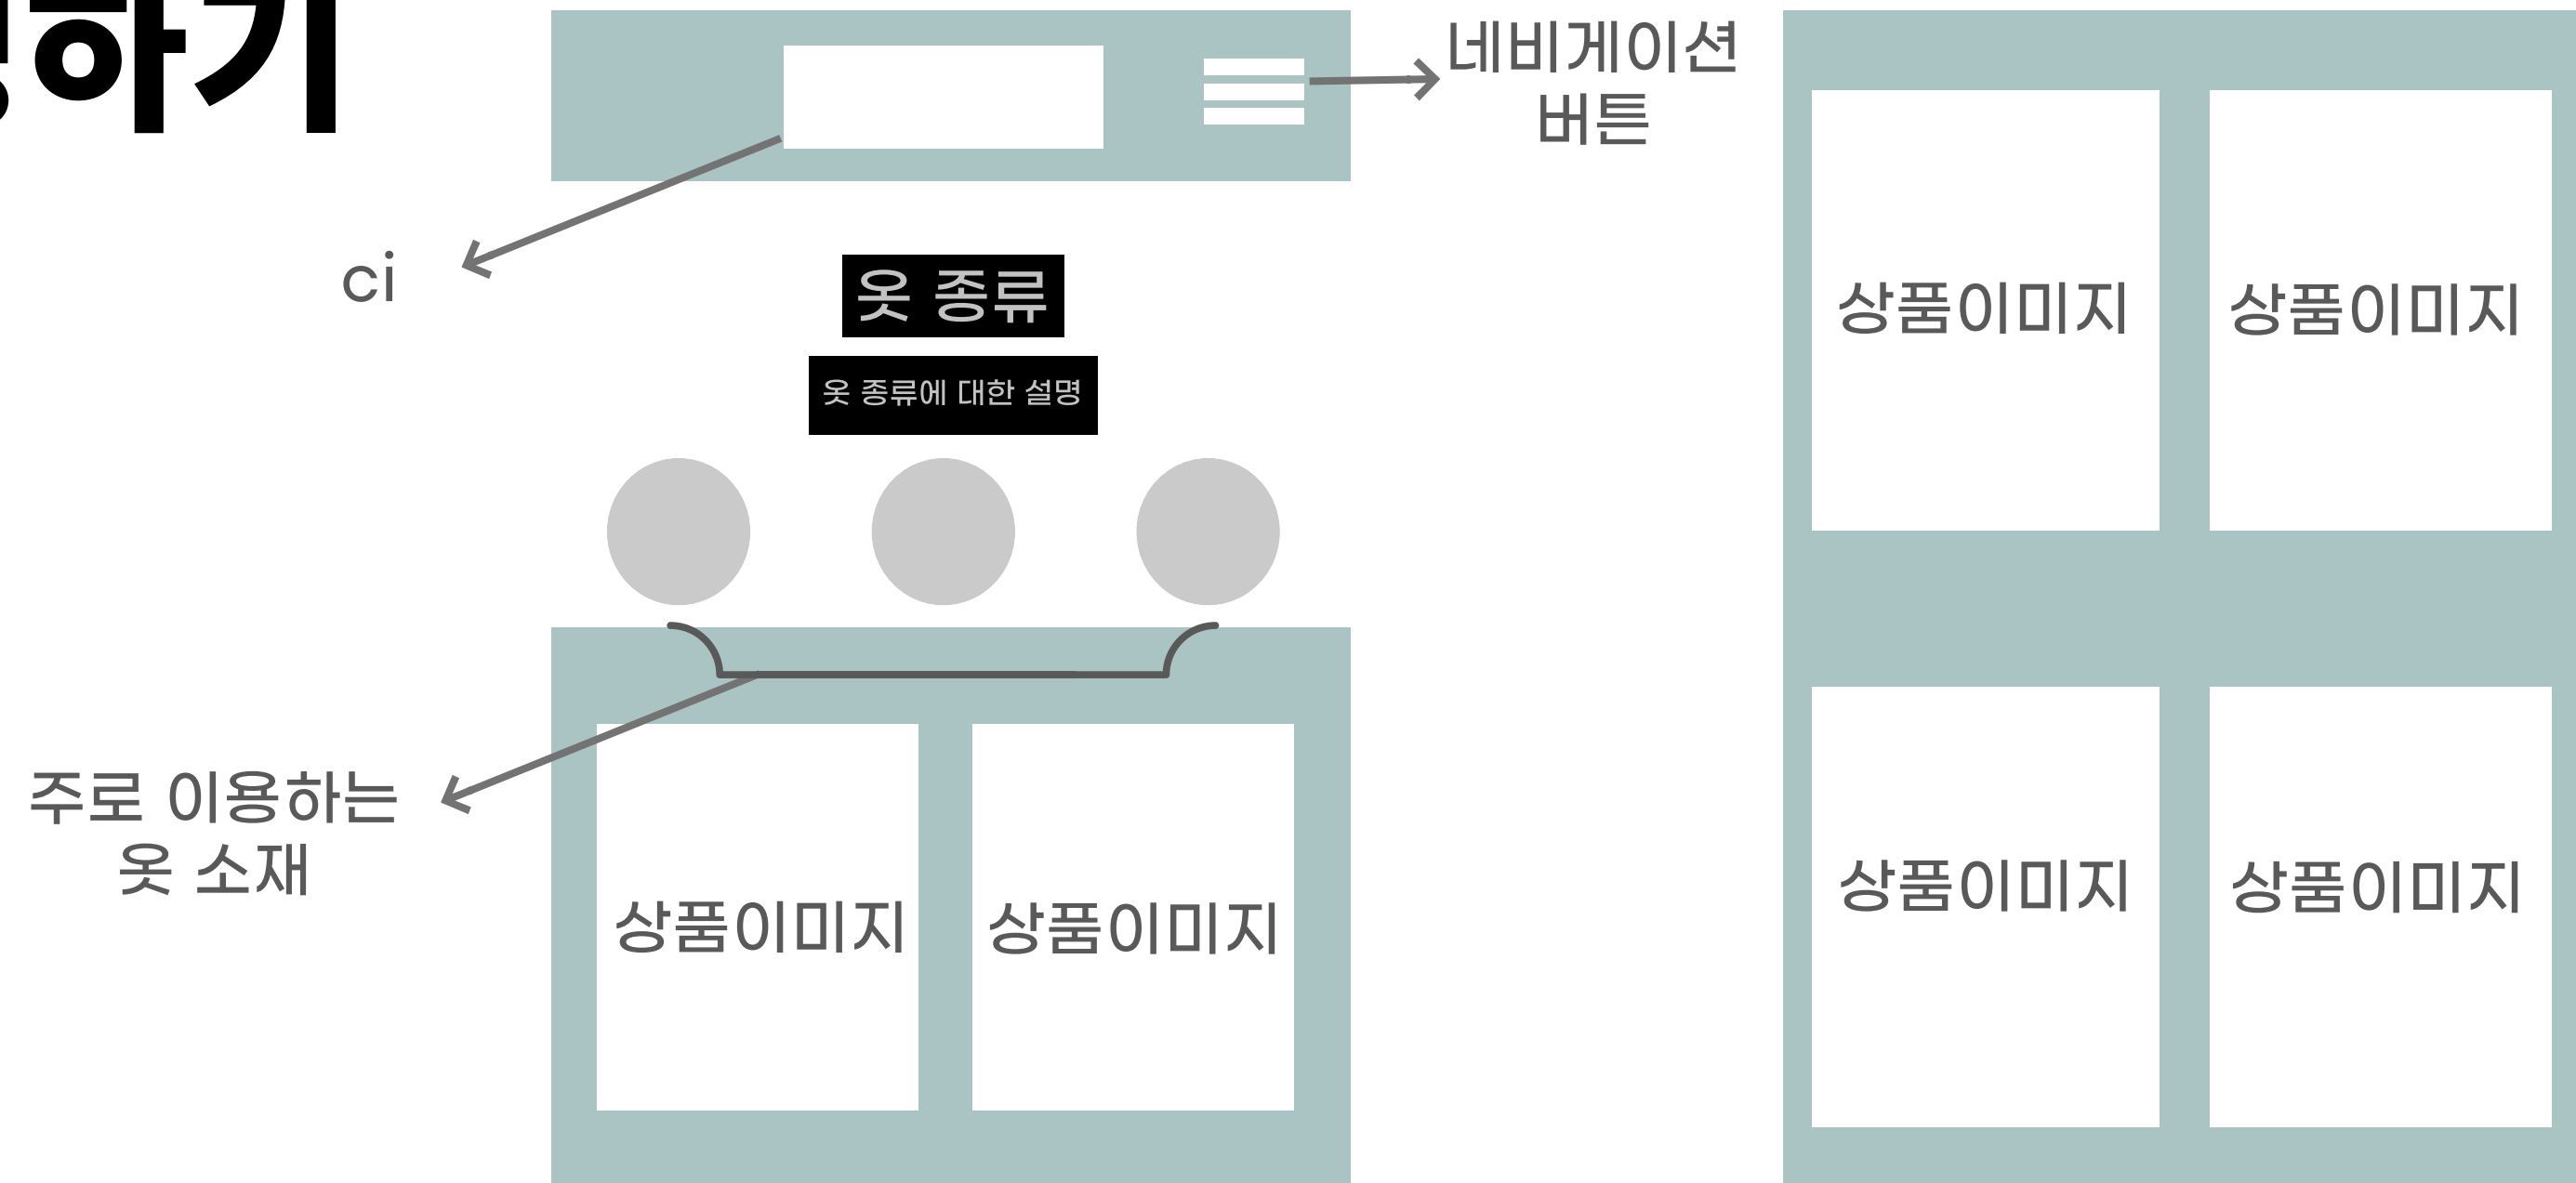 하기
네비게이션
버튼
ci
옷 종류
옷 종류에 대한 설명
주로 이용하는
옷 소재
상품이미지
상품이미지
상품이미지
상품이미지
상품이미지
상품이미지